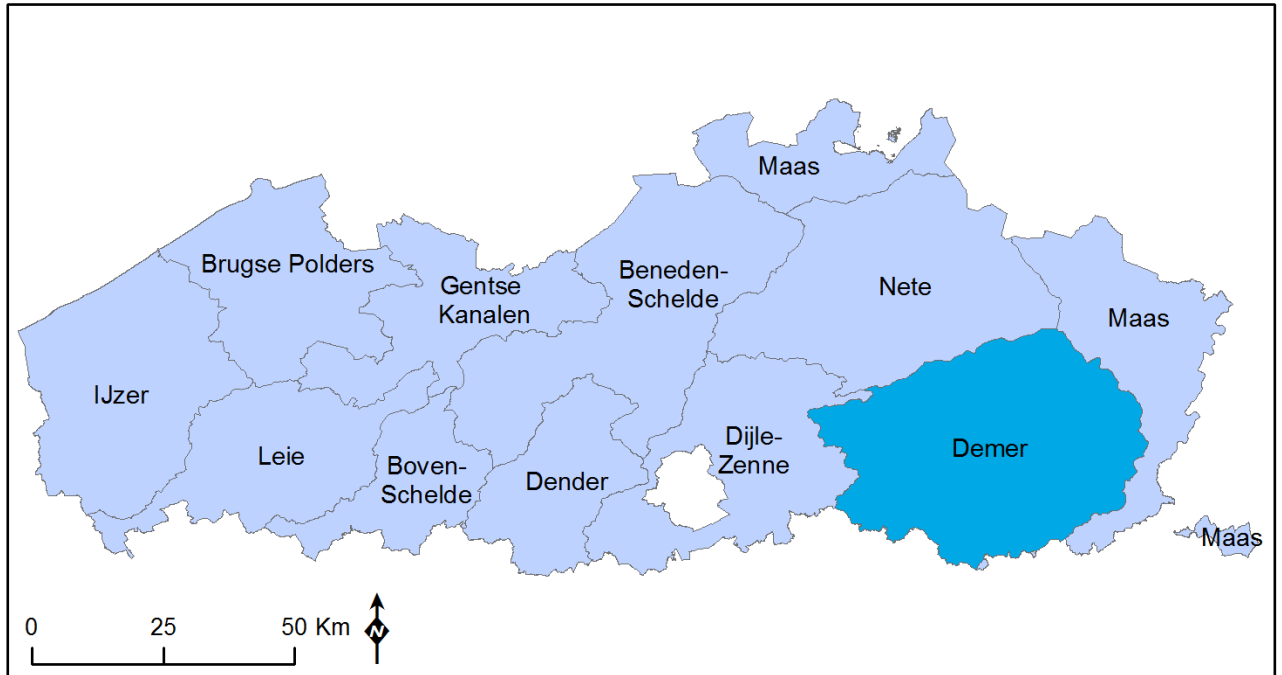 Maas
Brugse Polders
Gentse
Kanalen
Beneden-
Schelde
Nete
Maas
IJzer
Leie
Boven-
Schelde
Dender
Dijle-
Zenne
Demer
Maas
0 25 50 Km
N